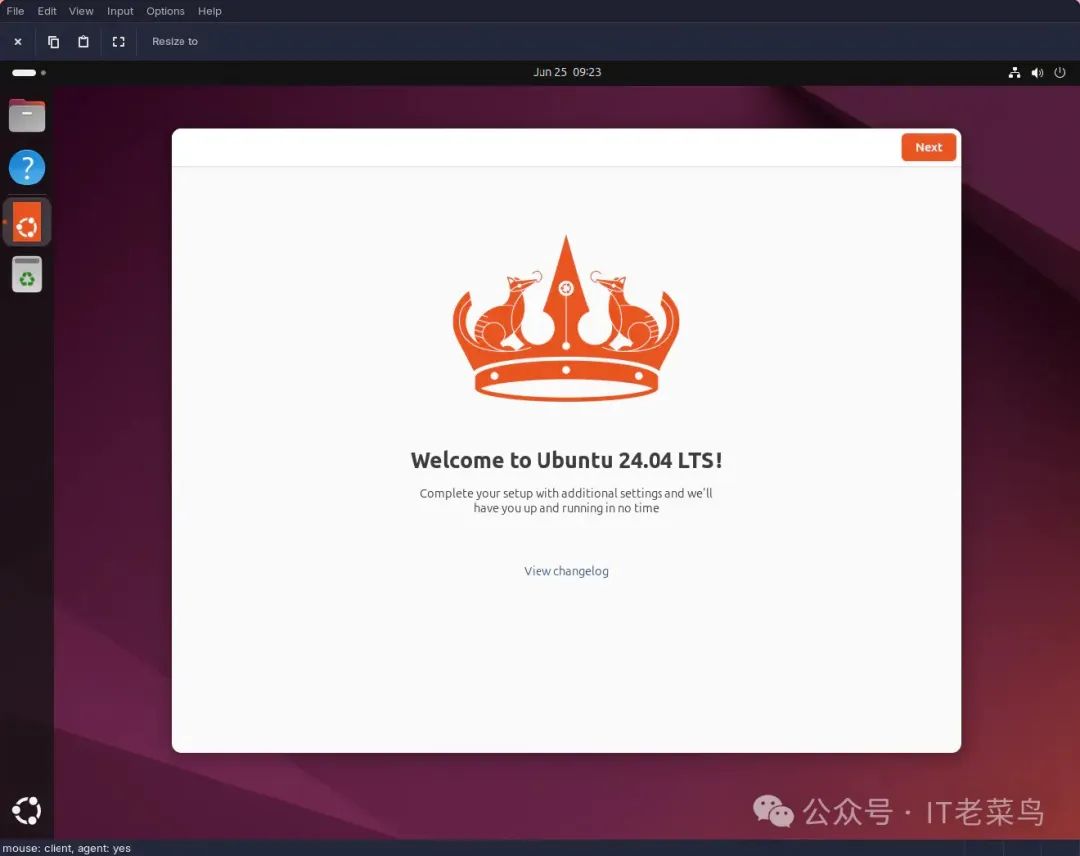 File Edit View Input Options Help
Resize to
Jun 25 09:23
Next
Welcome to Ubuntu 24.04 LTS!
Complete your setup with additional settings and we'll
have you up and running in no time
View changelog
公众号 · IT老菜鸟
mouse: client, agent: yes